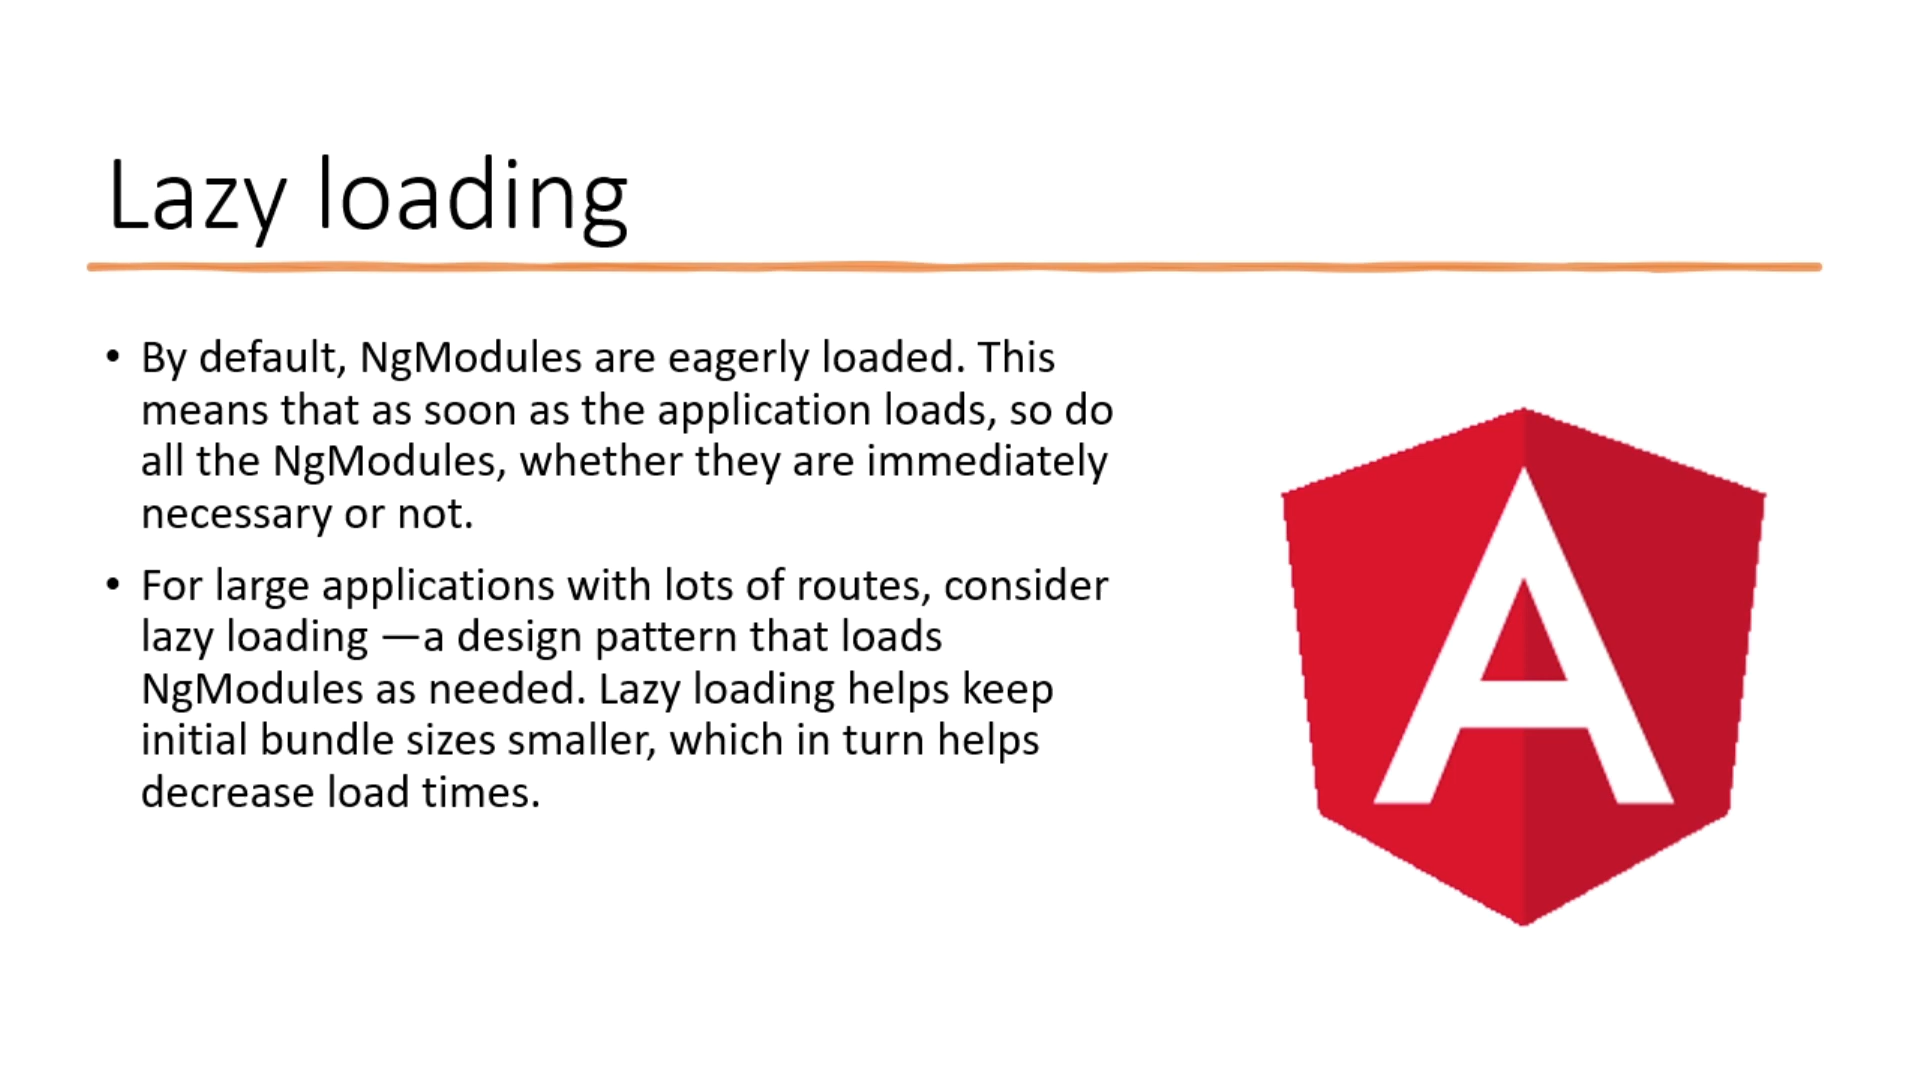 Lazy loading
• By default, NgModules are eagerly loaded. This
means that as soon as the application loads, so do
all the NgModules, whether they are immediately
necessary or not.
• For large applications with lots of routes, consider
lazy loading —a design pattern that loads
NgModules as needed. Lazy loading helps keep
initial bundle sizes smaller, which in turn helps
decrease load times.
A